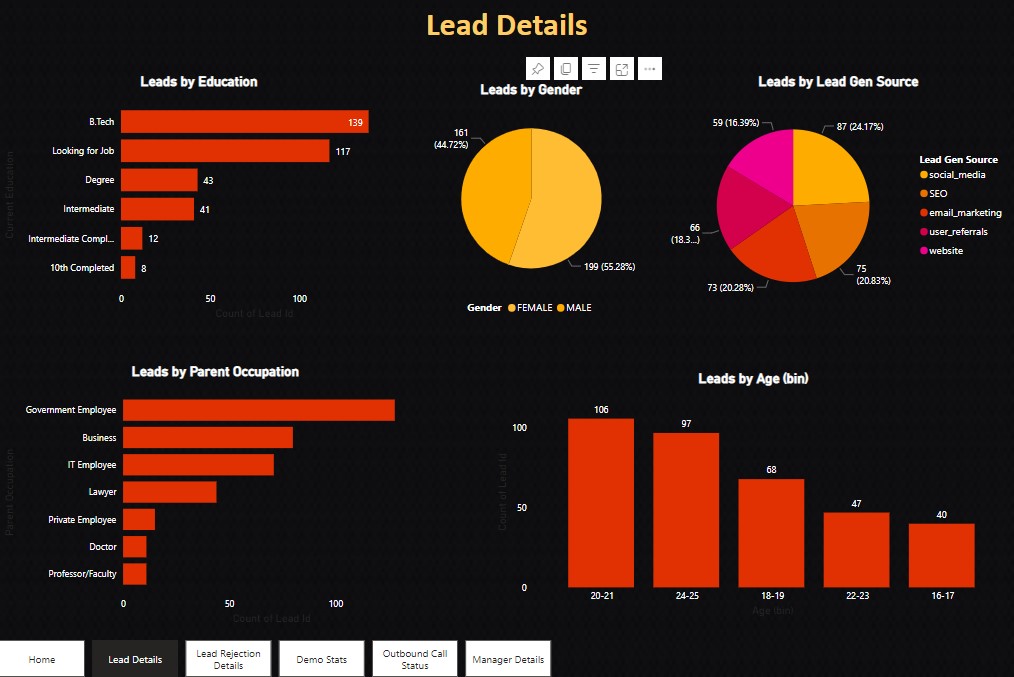 Lead Details
Leads by Education
Current Education
B.Tech
139
Looking for Job
117
Degree
43
Intermediate
41
Intermediate Compl...
12
10th Completed
8
0
50
100
Count of Lead Id
Leads by Gender
161
(44.72%)
199 (55.28%)
Gender
FEMALE
MALE
Leads by Lead Gen Source
59 (16.39%)
87 (24.17%)
66
(18.3...)
75
(20.83%)
73 (20.28%)
Lead Gen Source
social_media
SEO
email_marketing
user_referrals
website
Leads by Parent Occupation
Parent Occupation
Government Employee
Business
IT Employee
Lawyer
Private Employee
Doctor
Professor/Faculty
0
50
100
Count of Lead Id
Leads by Age (bin)
Count of Lead Id
100
50
0
106
97
68
47
40
20-21
24-25
18-19
22-23
16-17
Age (bin)
Home
Lead Details
Lead Rejection
Details
Demo Stats
Outbound Call
Status
Manager Details